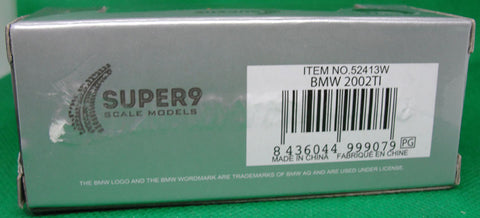 SUPER9
SCALE MODELS
ITEM NO.52413W
BMW 2002TI
8 436044 999079 PG
MADE IN CHINA FABRIQUE EN CHINE
THE BMW LOGO AND THE BMW WORDMARK ARE TRADEMARKS OF BMW AG AND ARE USED UNDER LICENSE.